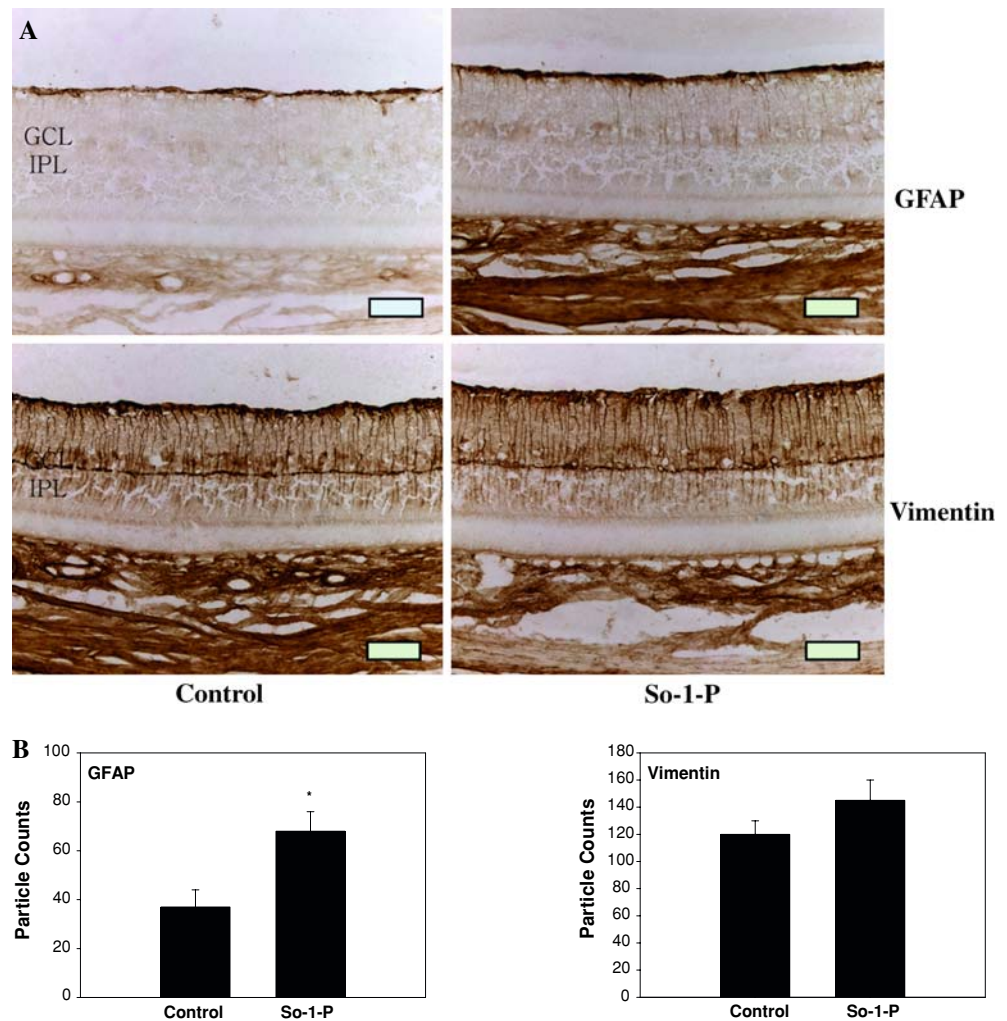 A
GCL
IPL
GFAP
GCL
IPL
Vimentin
Control
So-1-P
B
100
80
60
40
20
0
Particle Counts
GFAP
*
Control
So-1-P
180
160
140
120
100
80
60
40
20
0
Particle Counts
Vimentin
Control
So-1-P